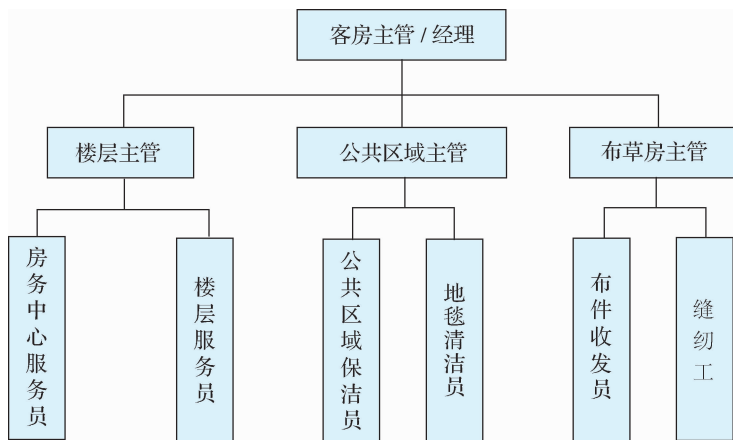 客房主管 / 经理
楼层主管
公共区域主管
布草房主管
房务中心服务员
楼层服务员
公共区域保洁员
地毯清洁员
布件收发员
缝纫工